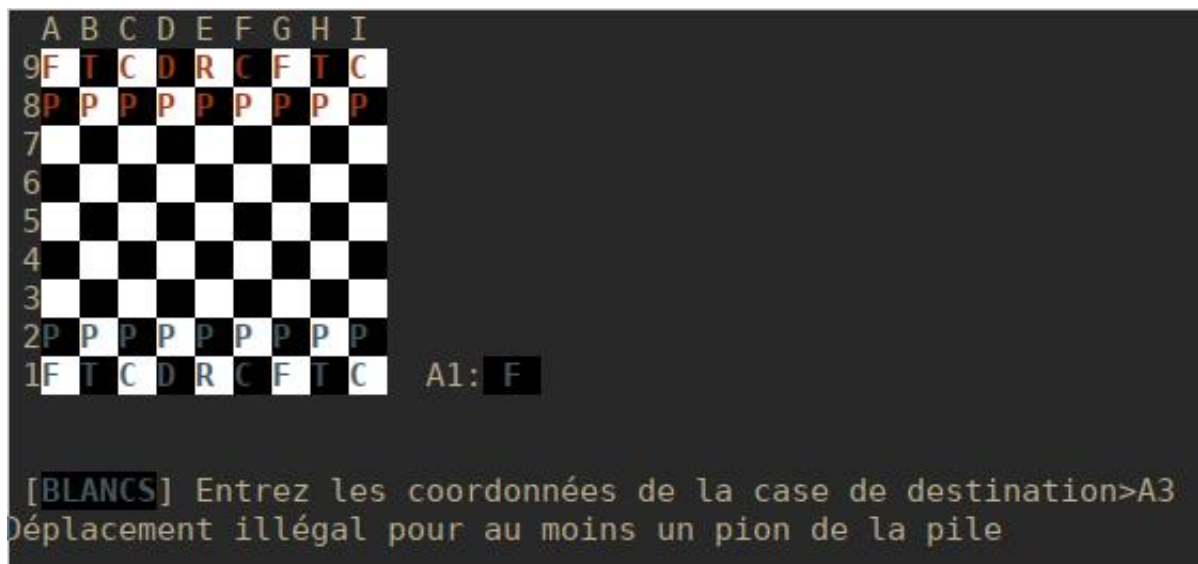 A B C D E F G H I
9F T C D R C F T C
8P P P P P P P P P
7
6
5
4
3
2P P P P P P P P P
1F T C D R C F T C A1: F
[BLANCS] Entrez les coordonnées de la case de destination>A3
Déplacement illégal pour au moins un pion de la pile